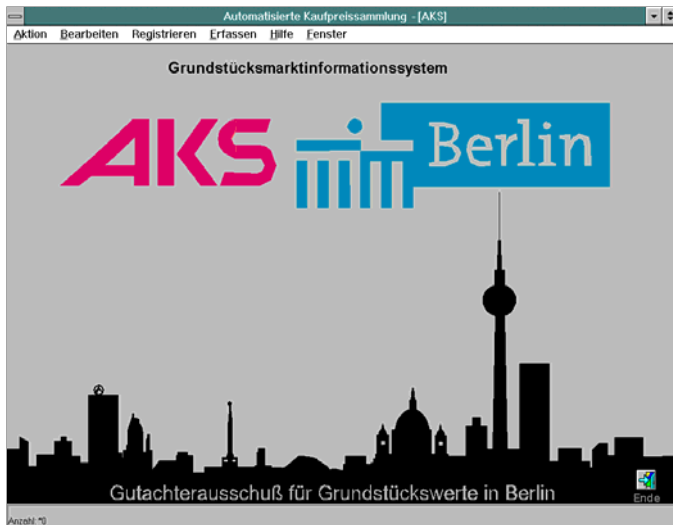 Automatisierte Kaufpreissammlung - [AKS]
Aktion Bearbeiten Registrieren Erfassen Hilfe Fenster
Grundstücksmarktinformationssystem
AKS Berlin
Gutachterausschuß für Grundstückswerte in Berlin
Ende
Anzahl: *0